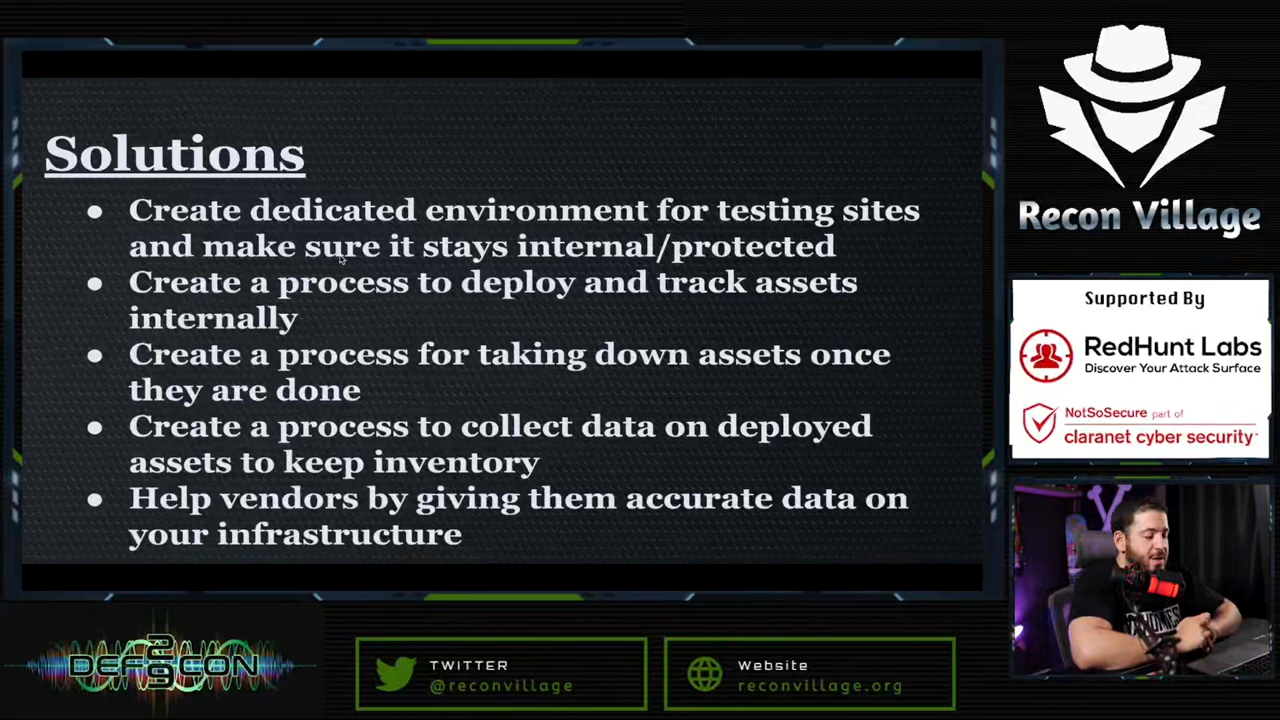 Solutions
● Create dedicated environment for testing sites
and make sure it stays internal/protected
● Create a process to deploy and track assets
internally
● Create a process for taking down assets once
they are done
● Create a process to collect data on deployed
assets to keep inventory
● Help vendors by giving them accurate data on
your infrastructure
Recon Village
Supported By
RedHunt Labs
Discover Your Attack Surface
NotSoSecure part of
claranet cyber security
DEF CON
29
TWITTER
@reconvillage
Website
reconvillage.org